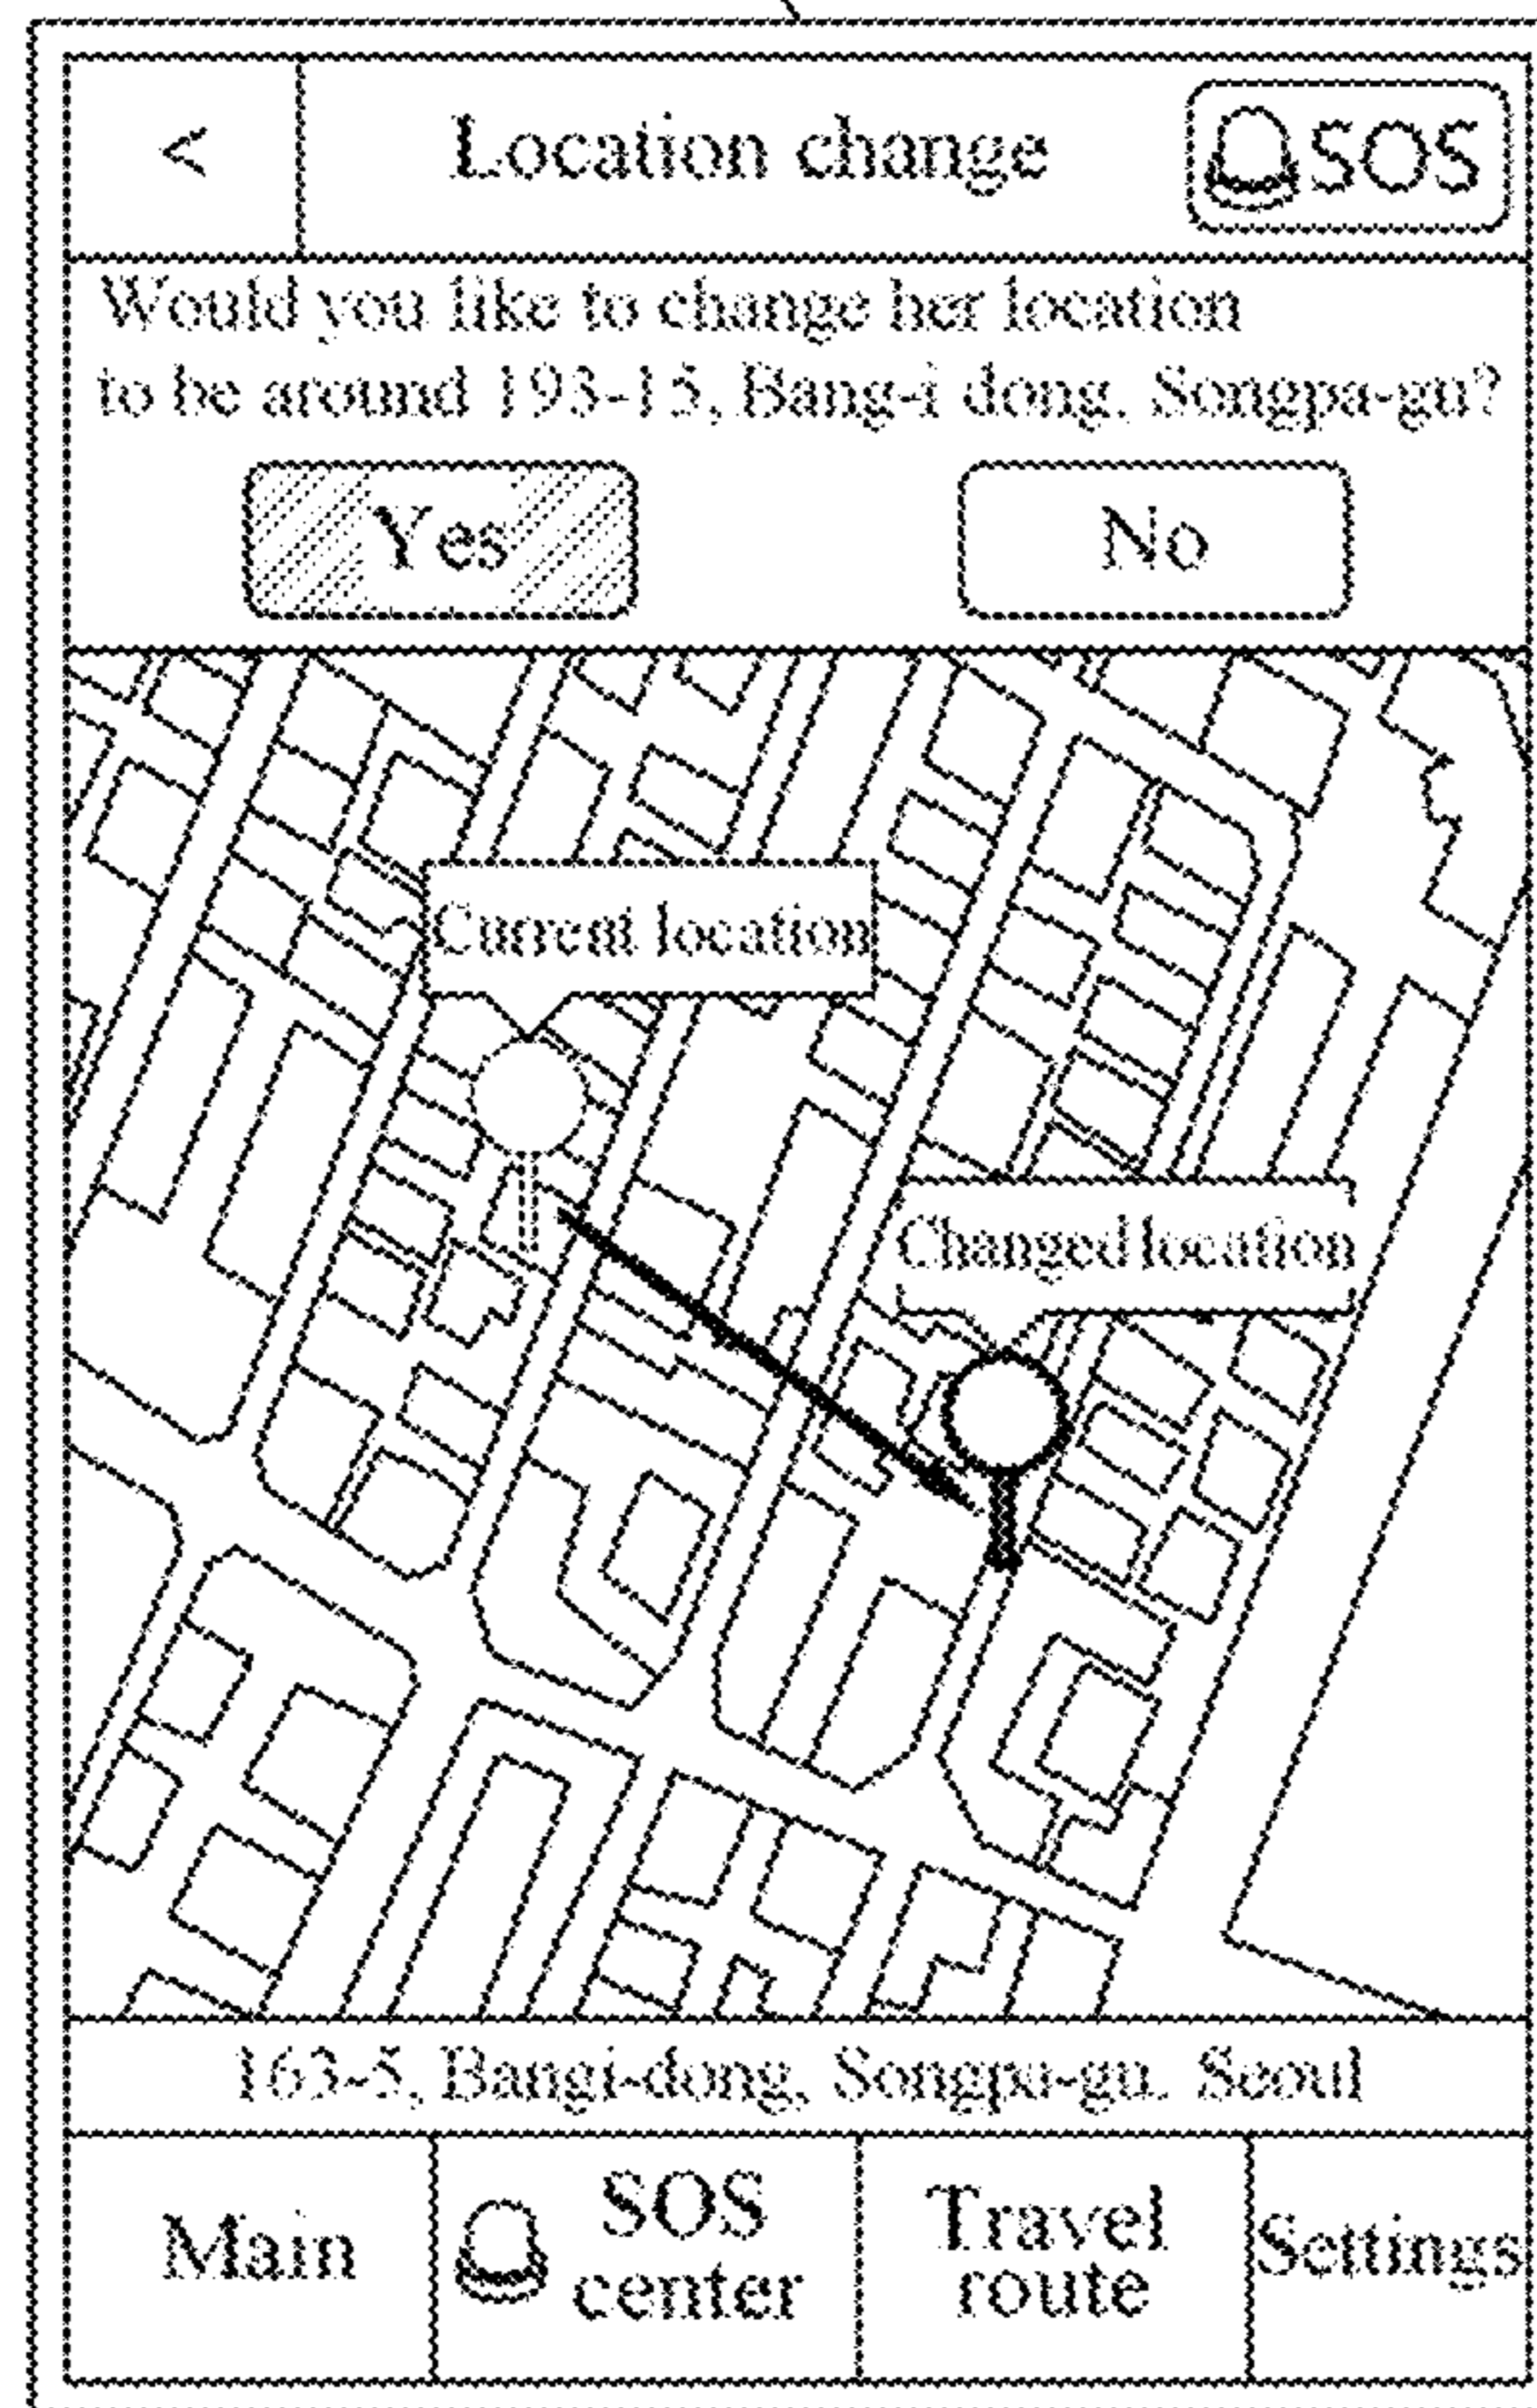 < Location change SOS
Would you like to change her location
to be around 193-15, Bang-i dong, Songpa-gu?
Yes No
Current location
Changed location
163-5, Bangi-dong, Songpa-gu. Seoul
Main
SOS
center
Travel
route
Settings